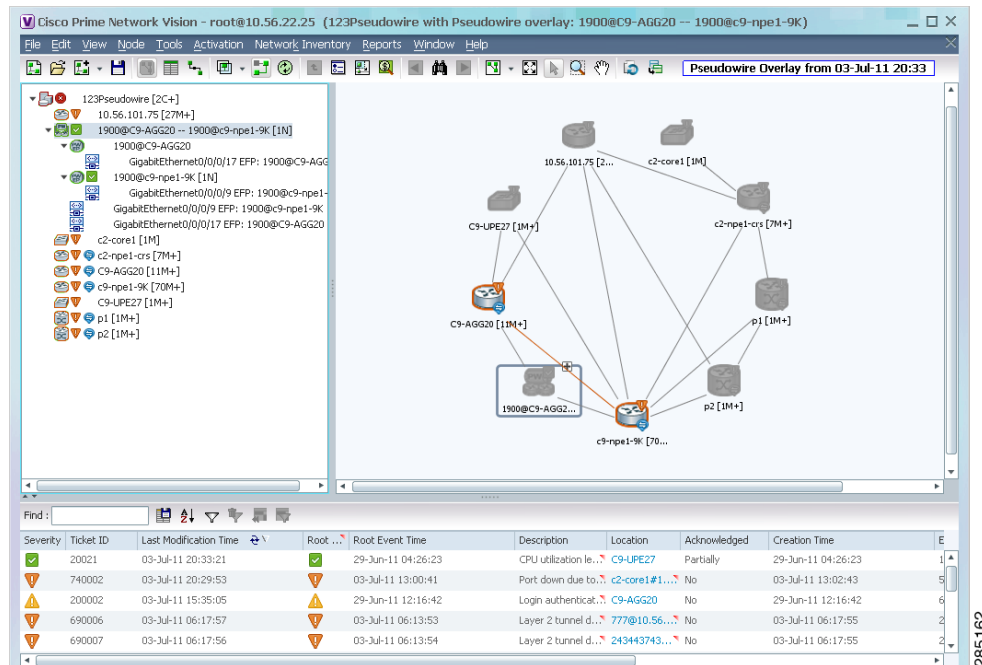 Cisco Prime Network Vision - root@10.56.22.25 (123Pseudowire with Pseudowire overlay: 1900@C9-AGG20 -- 1900@c9-npe1-9K)
File Edit View Node Tools Activation Network Inventory Reports Window Help
Pseudowire Overlay from 03-Jul-11 20:33
123Pseudowire [2C+]
10.56.101.75 [27M+]
1900@C9-AGG20 -- 1900@c9-npe1-9K [1N]
1900@C9-AGG20
GigabitEthernet0/0/0/17 EFP: 1900@C9-AGG
1900@c9-npe1-9K [1N]
GigabitEthernet0/0/0/9 EFP: 1900@c9-npe1-
GigabitEthernet0/0/0/9 EFP: 1900@c9-npe1-9K
GigabitEthernet0/0/0/17 EFP: 1900@C9-AGG20
c2-core1 [1M]
c2-npe1-crs [7M+]
C9-AGG20 [11M+]
c9-npe1-9K [70M+]
C9-UPE27 [1M+]
p1 [1M+]
p2 [1M+]
10.56.101.75 [2...
c2-core1 [1M]
C9-UPE27 [1M+]
c2-npe1-crs [7M+]
C9-AGG20 [11M+]
p1 [1M+]
1900@C9-AGG2...
p2 [1M+]
c9-npe1-9K [70...
Find :
Severity Ticket ID Last Modification Time Root ... Root Event Time Description Location Acknowledged Creation Time E
20021 03-Jul-11 20:33:21 29-Jun-11 04:26:23 CPU utilization le... C9-UPE27 Partially 29-Jun-11 04:26:23 1
740002 03-Jul-11 20:29:53 03-Jul-11 13:00:41 Port down due to... c2-core1#1... No 03-Jul-11 13:02:43 5
200002 03-Jul-11 15:35:05 29-Jun-11 12:16:42 Login authenticat... C9-AGG20 No 29-Jun-11 12:16:42 6
690006 03-Jul-11 06:17:57 03-Jul-11 06:13:53 Layer 2 tunnel d... 777@10.56... No 03-Jul-11 06:17:55 2
690007 03-Jul-11 06:17:56 03-Jul-11 06:13:54 Layer 2 tunnel d... 243443743... No 03-Jul-11 06:17:55 2
285162